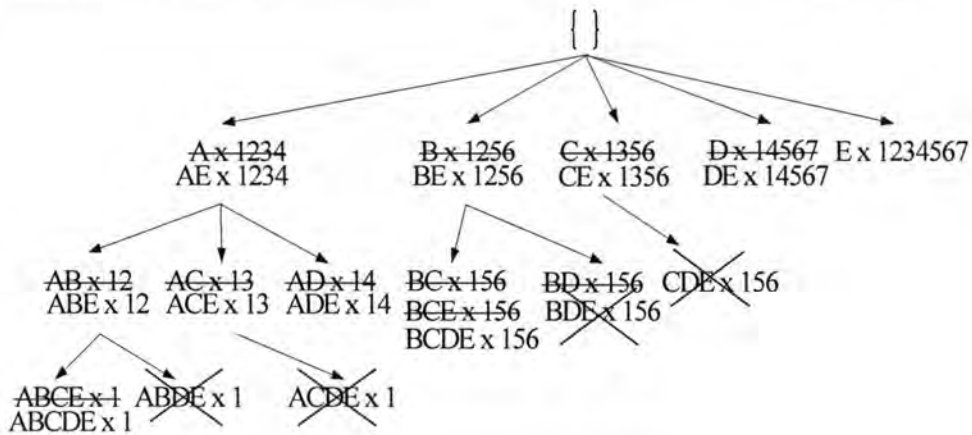 { }
A x 1234
B x 1256
C x 1356
D x 14567
E x 1234567
AE x 1234
BE x 1256
CE x 1356
DE x 14567
AB x 12
AC x 13
AD x 14
BC x 156
BD x 156
CDE x 156
ABE x 12
ACE x 13
ADE x 14
BCE x 156
BDE x 156
BCDE x 156
ABCE x 1
ABDE x 1
ACDE x 1
ABCDE x 1